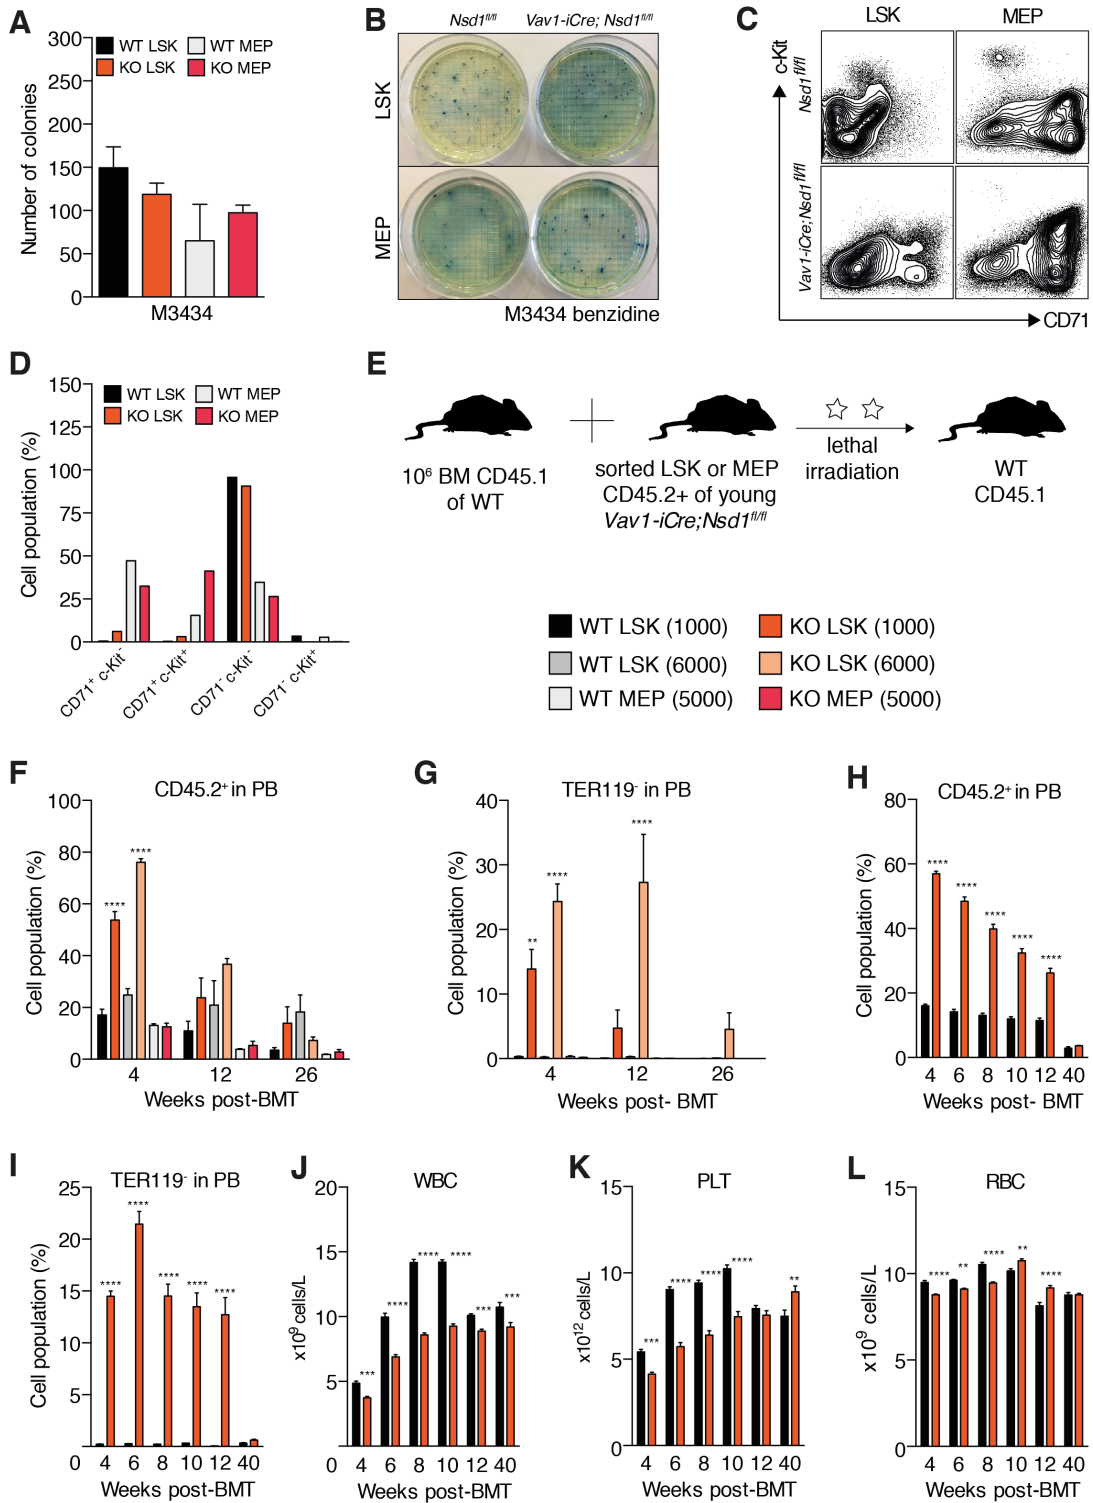 A
300
250
200
150
100
50
0
Number of colonies
WT LSK
WT MEP
KO LSK
KO MEP
M3434
B
Nsd1fl/fl
Vav1-iCre; Nsd1fl/fl
LSK
MEP
M3434 benzidine
C
LSK
MEP
c-Kit
Nsd1fl/fl
Vav1-iCre;Nsd1fl/fl
CD71
D
150
125
100
75
50
25
0
Cell population (%)
WT LSK
WT MEP
KO LSK
KO MEP
CD71+ c-Kit-
CD71+ c-Kit+
CD71- c-Kit-
CD71- c-Kit+
E
10⁶ BM CD45.1
of WT
sorted LSK or MEP
CD45.2+ of young
Vav1-iCre;Nsd1fl/fl
lethal
irradiation
WT
CD45.1
WT LSK (1000)
KO LSK (1000)
WT LSK (6000)
KO LSK (6000)
WT MEP (5000)
KO MEP (5000)
F
CD45.2+ in PB
100
80
60
40
20
0
Cell population (%)
****
****
4 12 26
Weeks post-BMT
G
TER119- in PB
40
30
20
10
0
Cell population (%)
**
****
****
4 12 26
Weeks post- BMT
H
CD45.2+ in PB
80
60
40
20
0
Cell population (%)
****
****
****
****
****
4 6 8 10 12 40
Weeks post- BMT
I
TER119- in PB
25
20
15
10
5
0
Cell population (%)
****
****
****
****
****
4 6 8 10 12 40
Weeks post-BMT
J
WBC
20
15
10
5
0
x10⁹ cells/L
***
****
****
****
***
***
4 6 8 10 12 40
Weeks post-BMT
K
PLT
15
10
5
0
x10¹² cells/L
***
****
****
****
**
4 6 8 10 12 40
Weeks post-BMT
L
RBC
15
10
5
0
x10⁹ cells/L
****
**
****
**
****
4 6 8 10 12 40
Weeks post-BMT